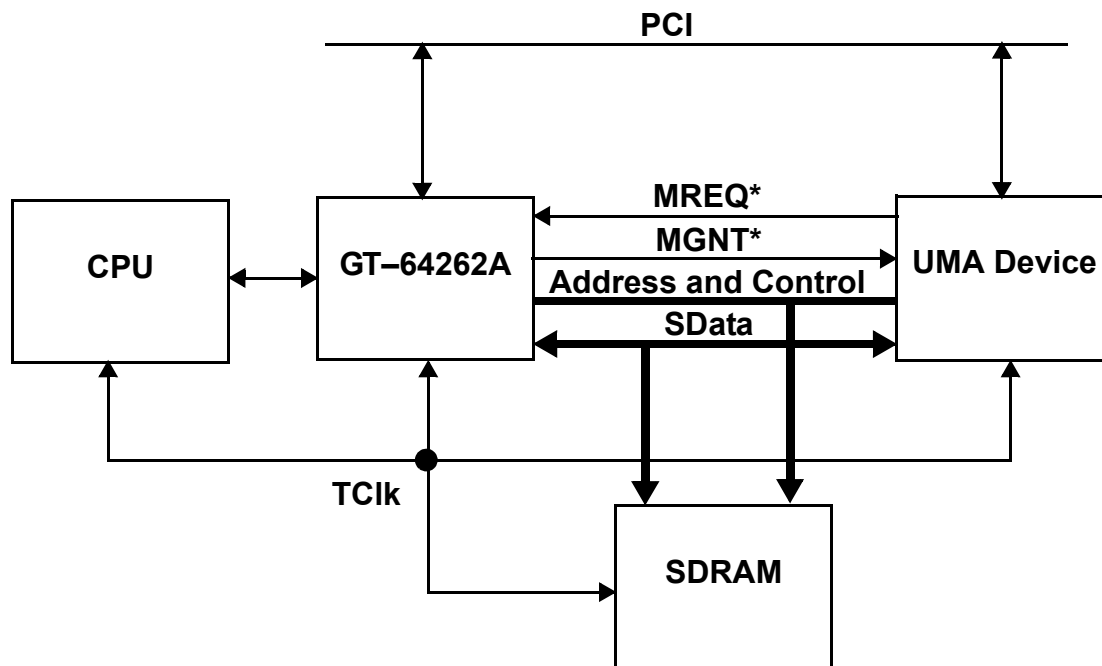 PCI
MREQ*
MGNT*
CPU
GT–64262A
UMA Device
Address and Control
SData
TClk
SDRAM